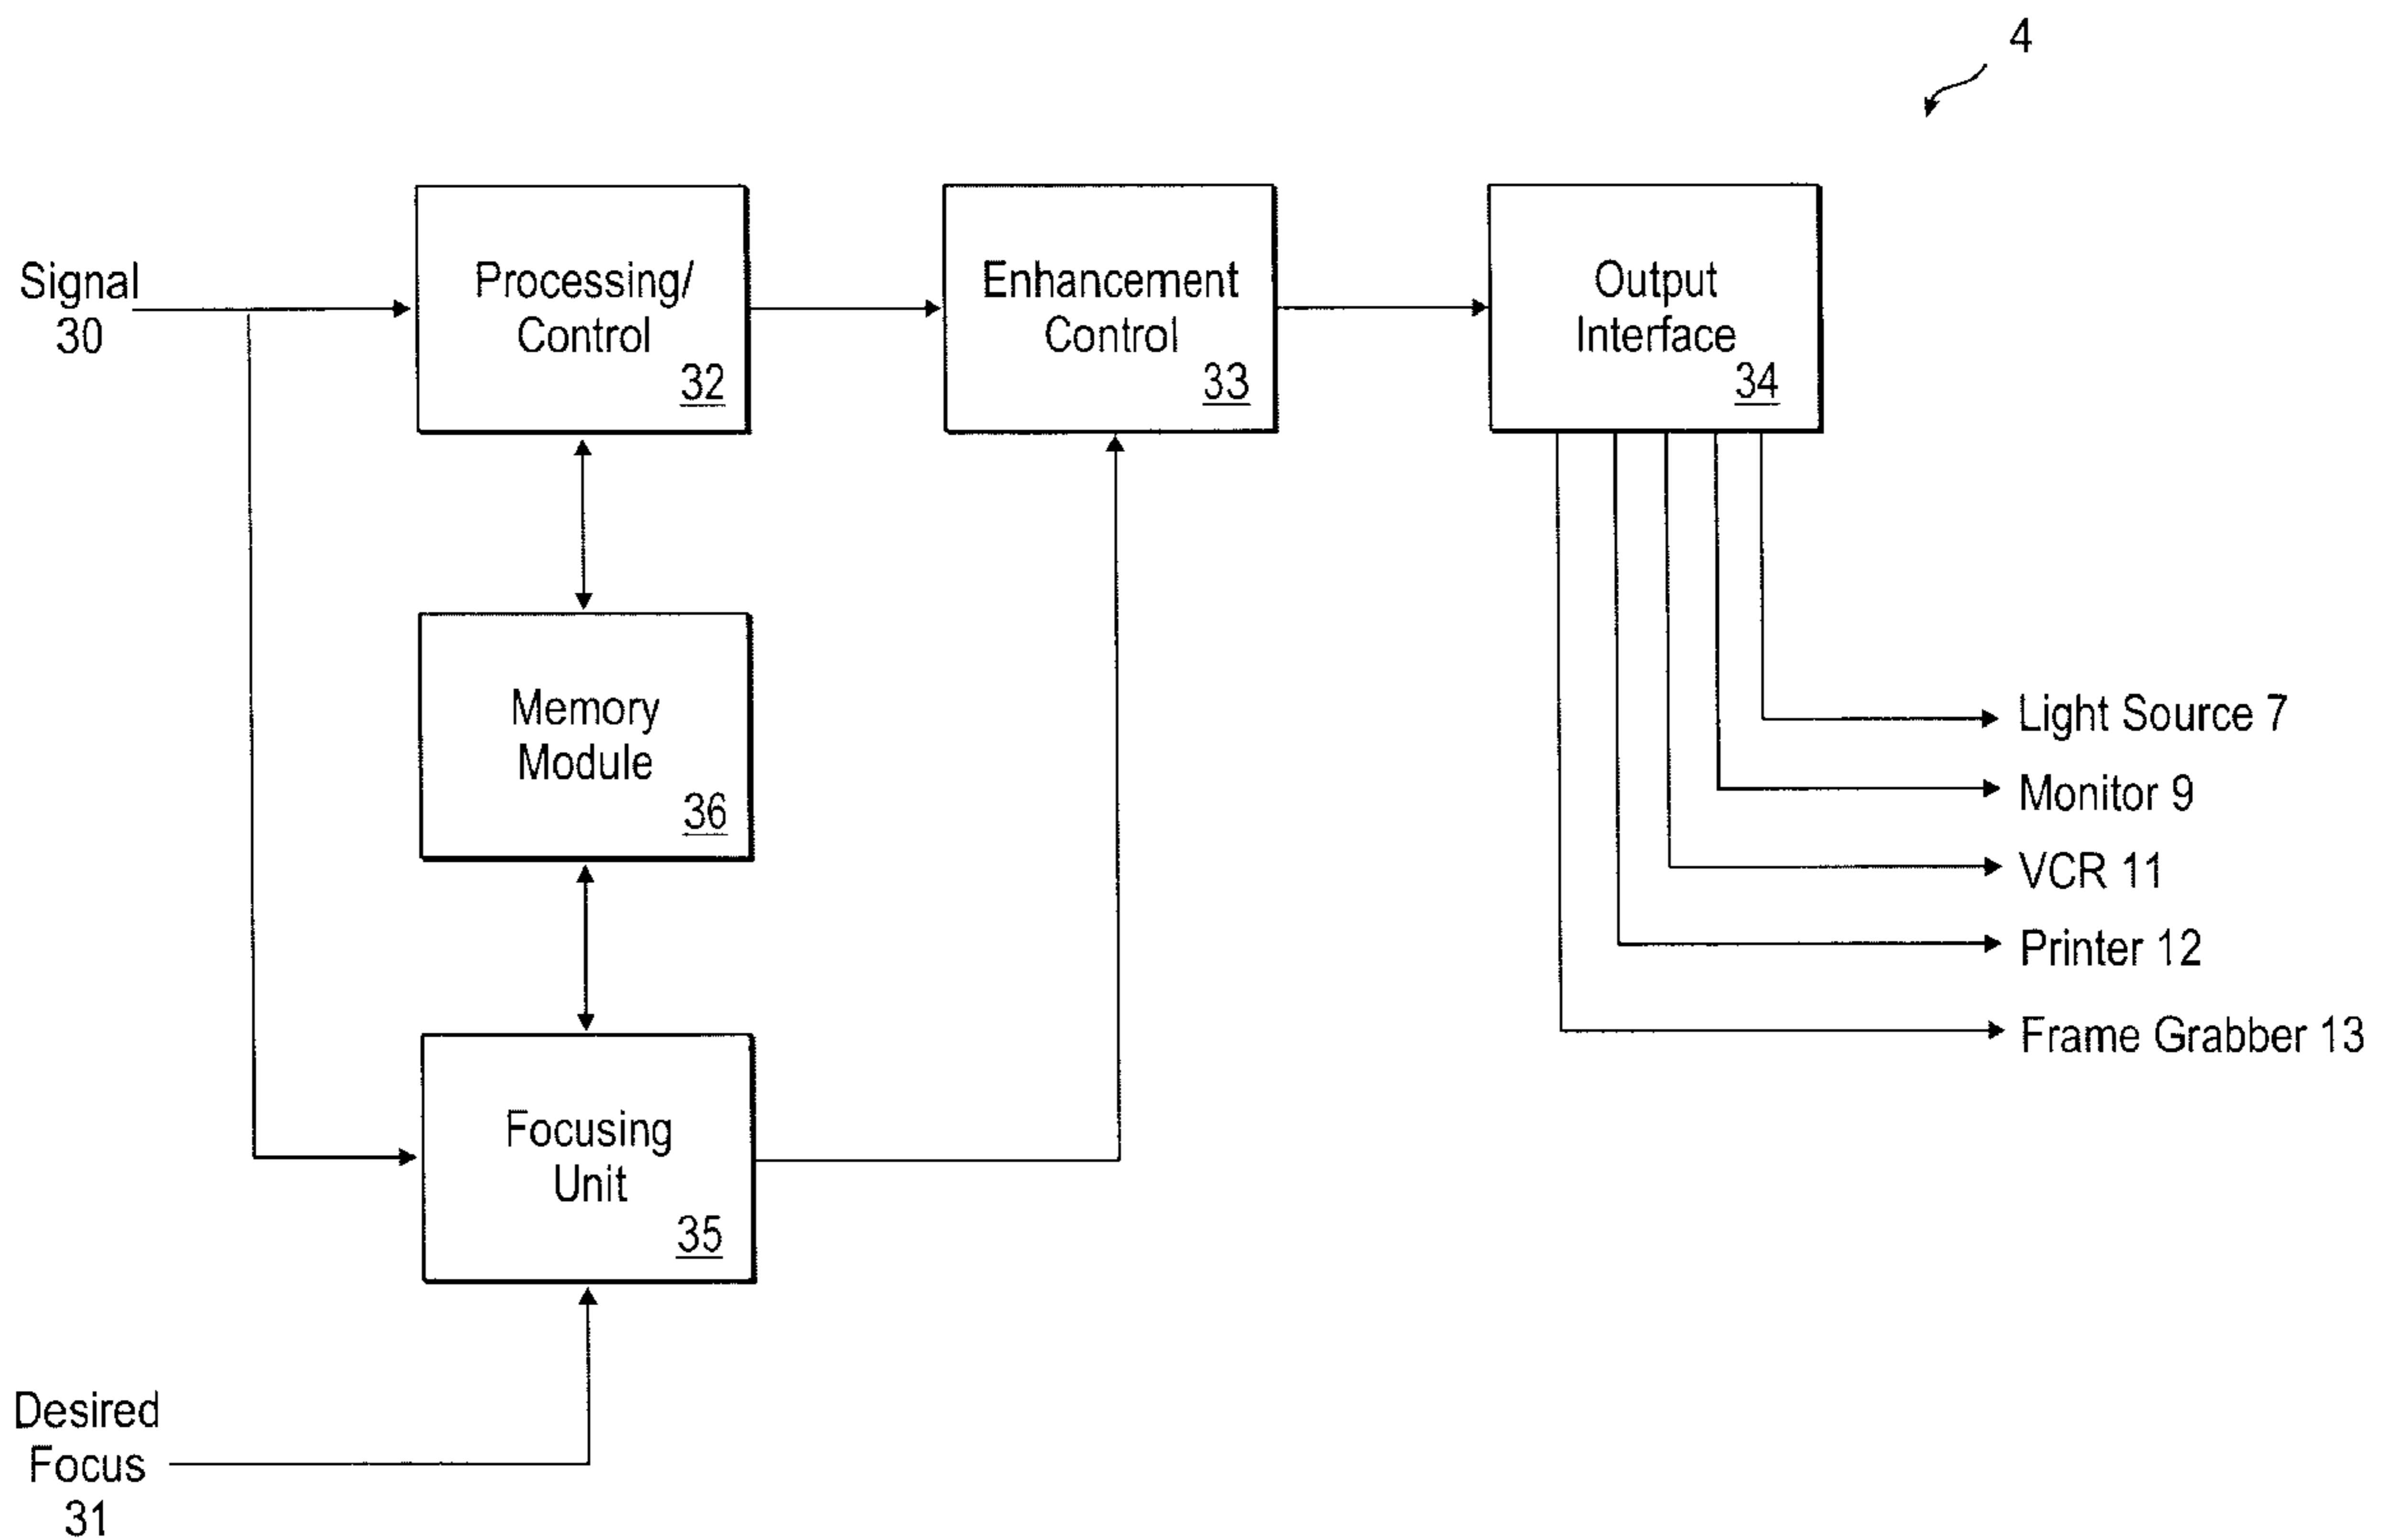 4
Signal
30
Processing/
Control
32
Enhancement
Control
33
Output
Interface
34
Memory
Module
36
Light Source 7
Monitor 9
VCR 11
Printer 12
Frame Grabber 13
Focusing
Unit
35
Desired
Focus
31